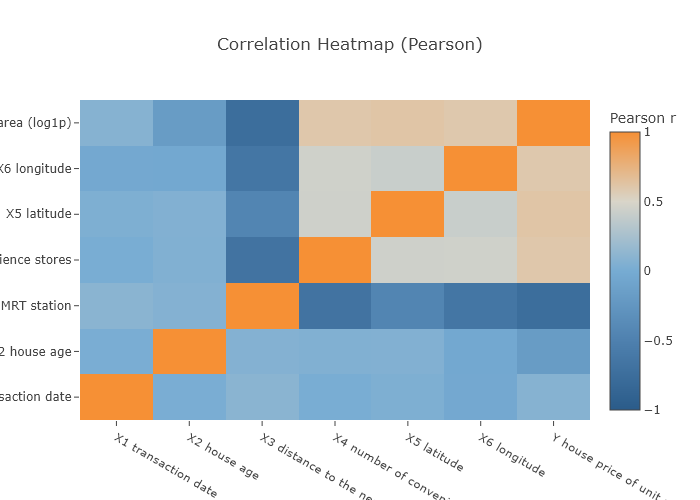 Correlation Heatmap (Pearson)
Pearson r
area (log1p)
X6 longitude
X5 latitude
ience stores
MRT station
2 house age
saction date
1
0.5
0
−0.5
−1
X1 transaction date
X2 house age
X3 distance to the ne
X4 number of conveni
X5 latitude
X6 longitude
Y house price of unit